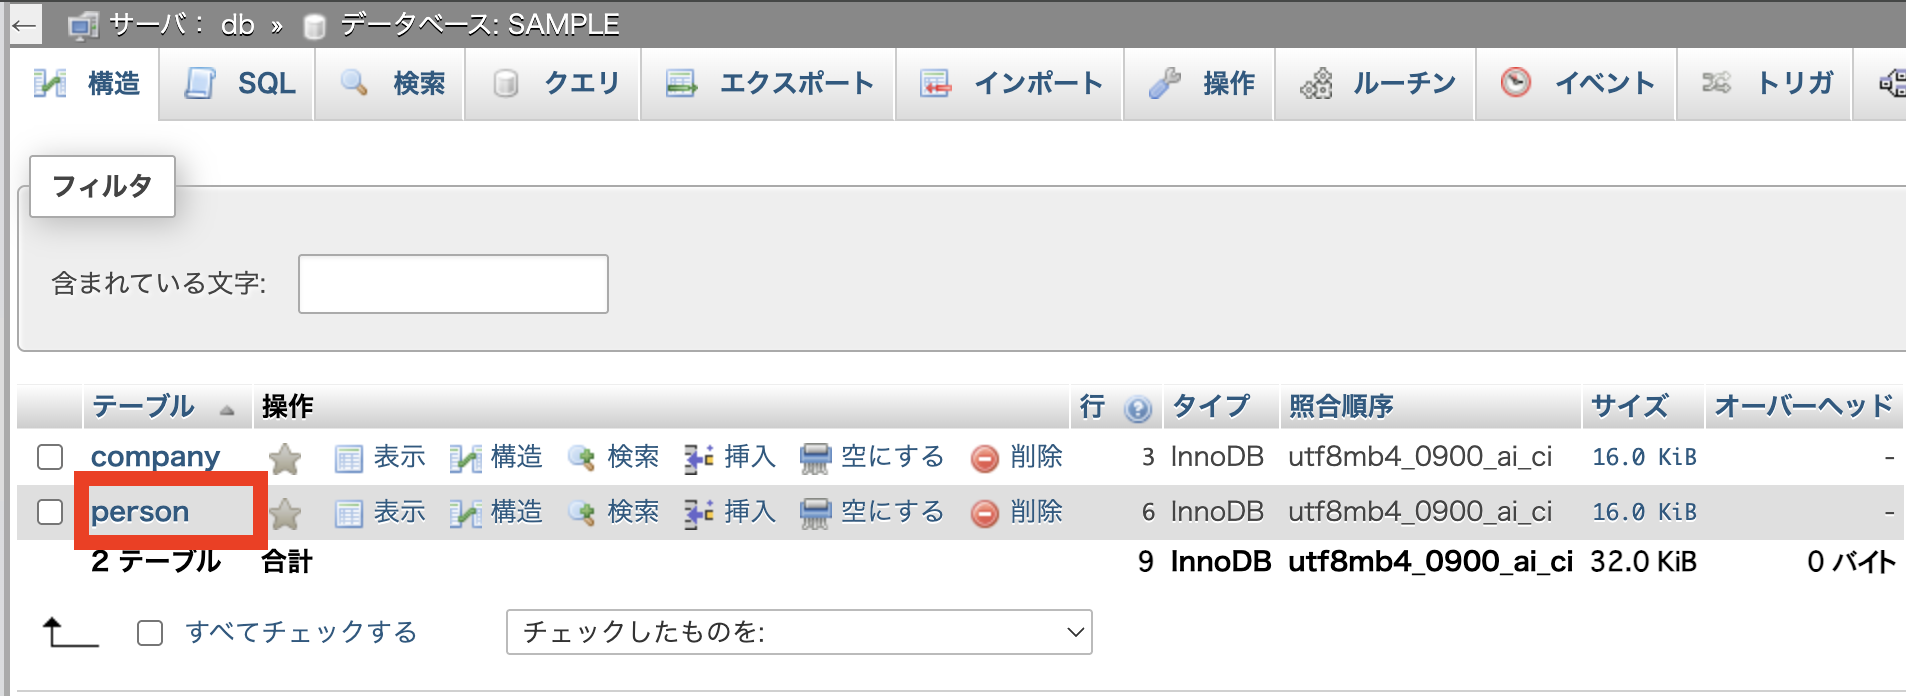 ← サーバ： db » データベース: SAMPLE
構造 SQL 検索 クエリ エクスポート インポート 操作 ルーチン イベント トリガ
フィルタ
含まれている文字:
テーブル 操作 行 タイプ 照合順序 サイズ オーバーヘッド
company 表示 構造 検索 挿入 空にする 削除 3 InnoDB utf8mb4_0900_ai_ci 16.0 KiB -
person 表示 構造 検索 挿入 空にする 削除 6 InnoDB utf8mb4_0900_ai_ci 16.0 KiB -
2 テーブル 合計 9 InnoDB utf8mb4_0900_ai_ci 32.0 KiB 0 バイト
すべてチェックする チェックしたものを: